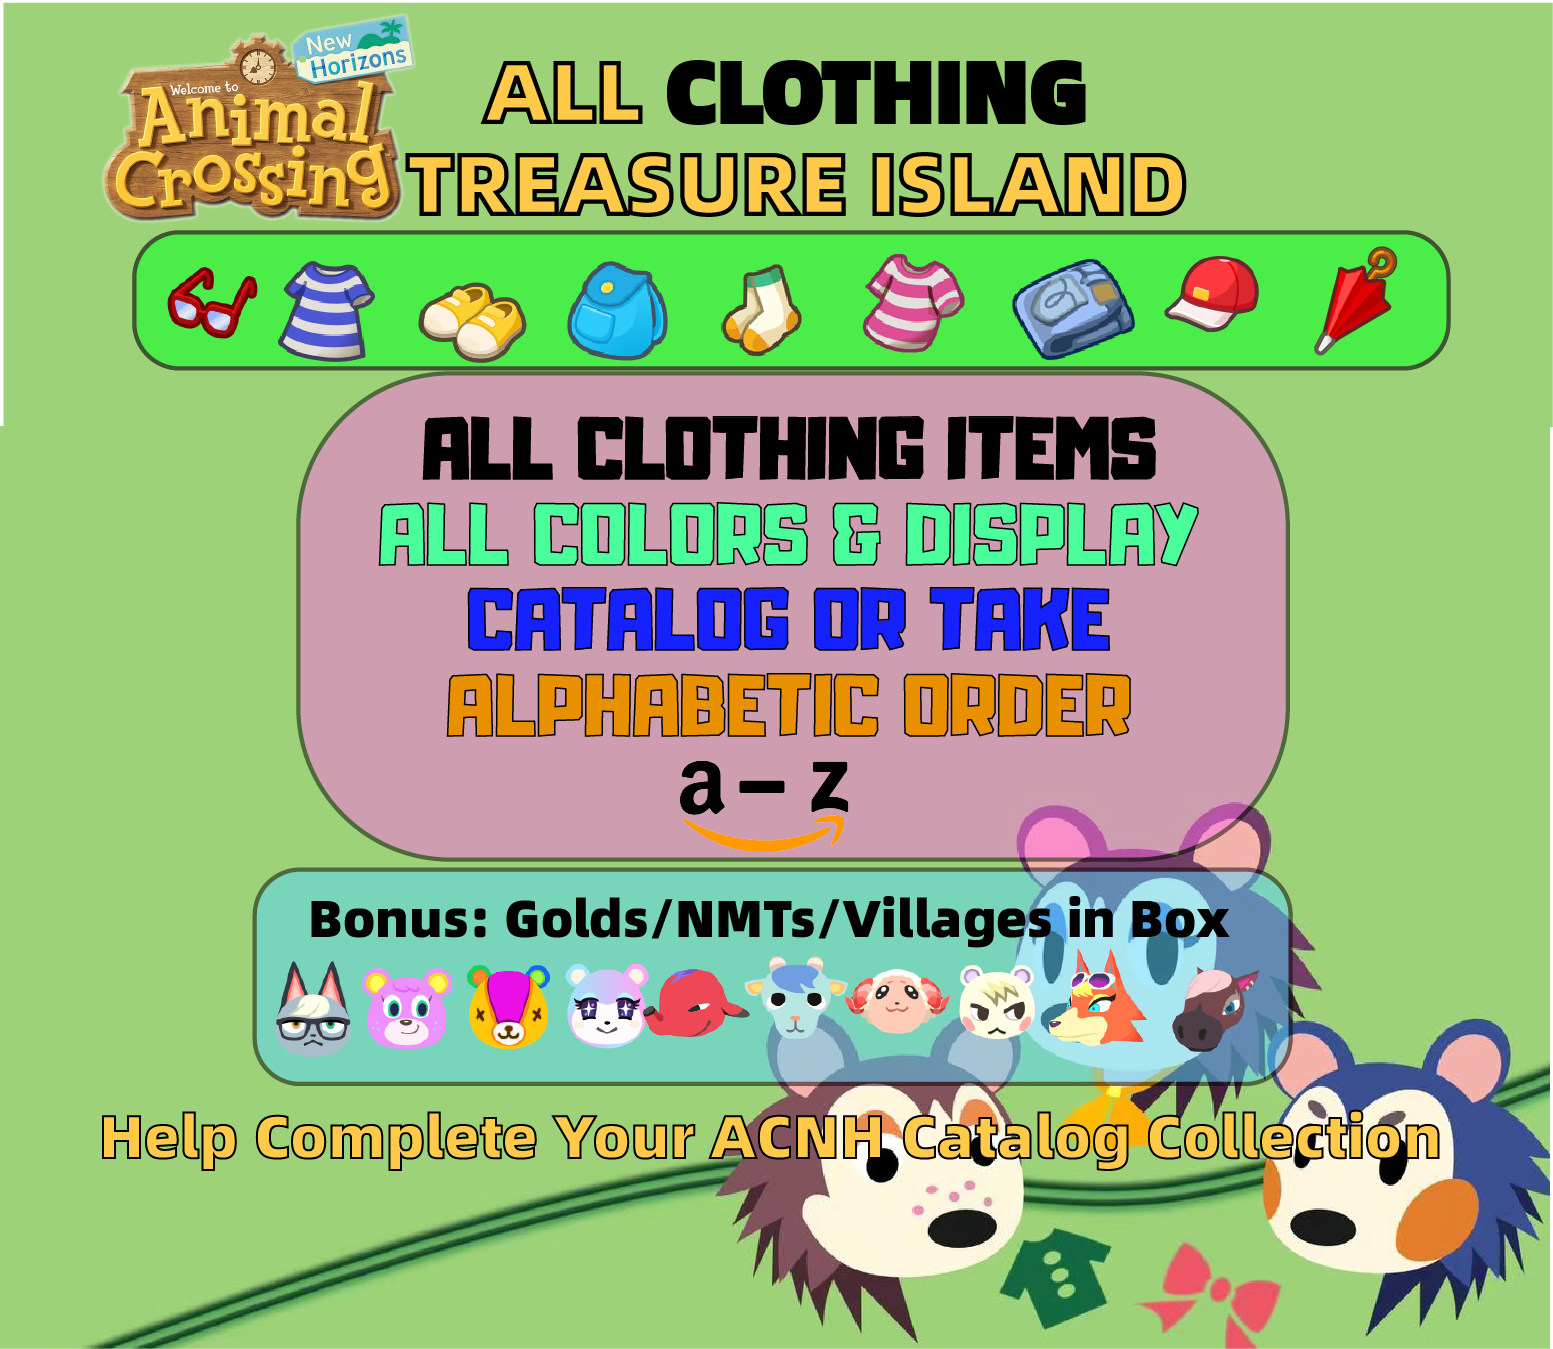 New
Horizons
Welcome to
Animal
Crossing
ALL CLOTHING
TREASURE ISLAND
ALL CLOTHING ITEMS
ALL COLORS & DISPLAY
CATALOG OR TAKE
ALPHABETIC ORDER
a - z
Bonus: Golds/NMTs/Villages in Box
Help Complete Your ACNH Catalog Collection